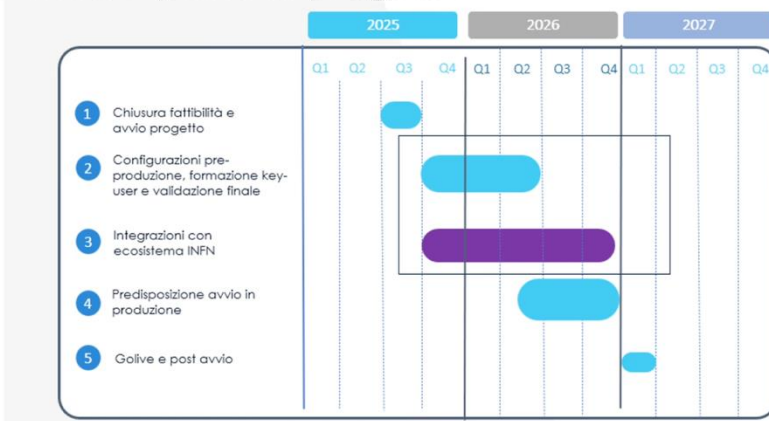 2025 2026 2027
Q1 Q2 Q3 Q4 Q1 Q2 Q3 Q4 Q1 Q2 Q3 Q4
1 Chiusura fattibilità e
avvio progetto
2 Configurazioni pre-
produzione, formazione key-
user e validazione finale
3 Integrazioni con
ecosistema INFN
4 Predisposizione avvio in
produzione
5 Golive e post avvio